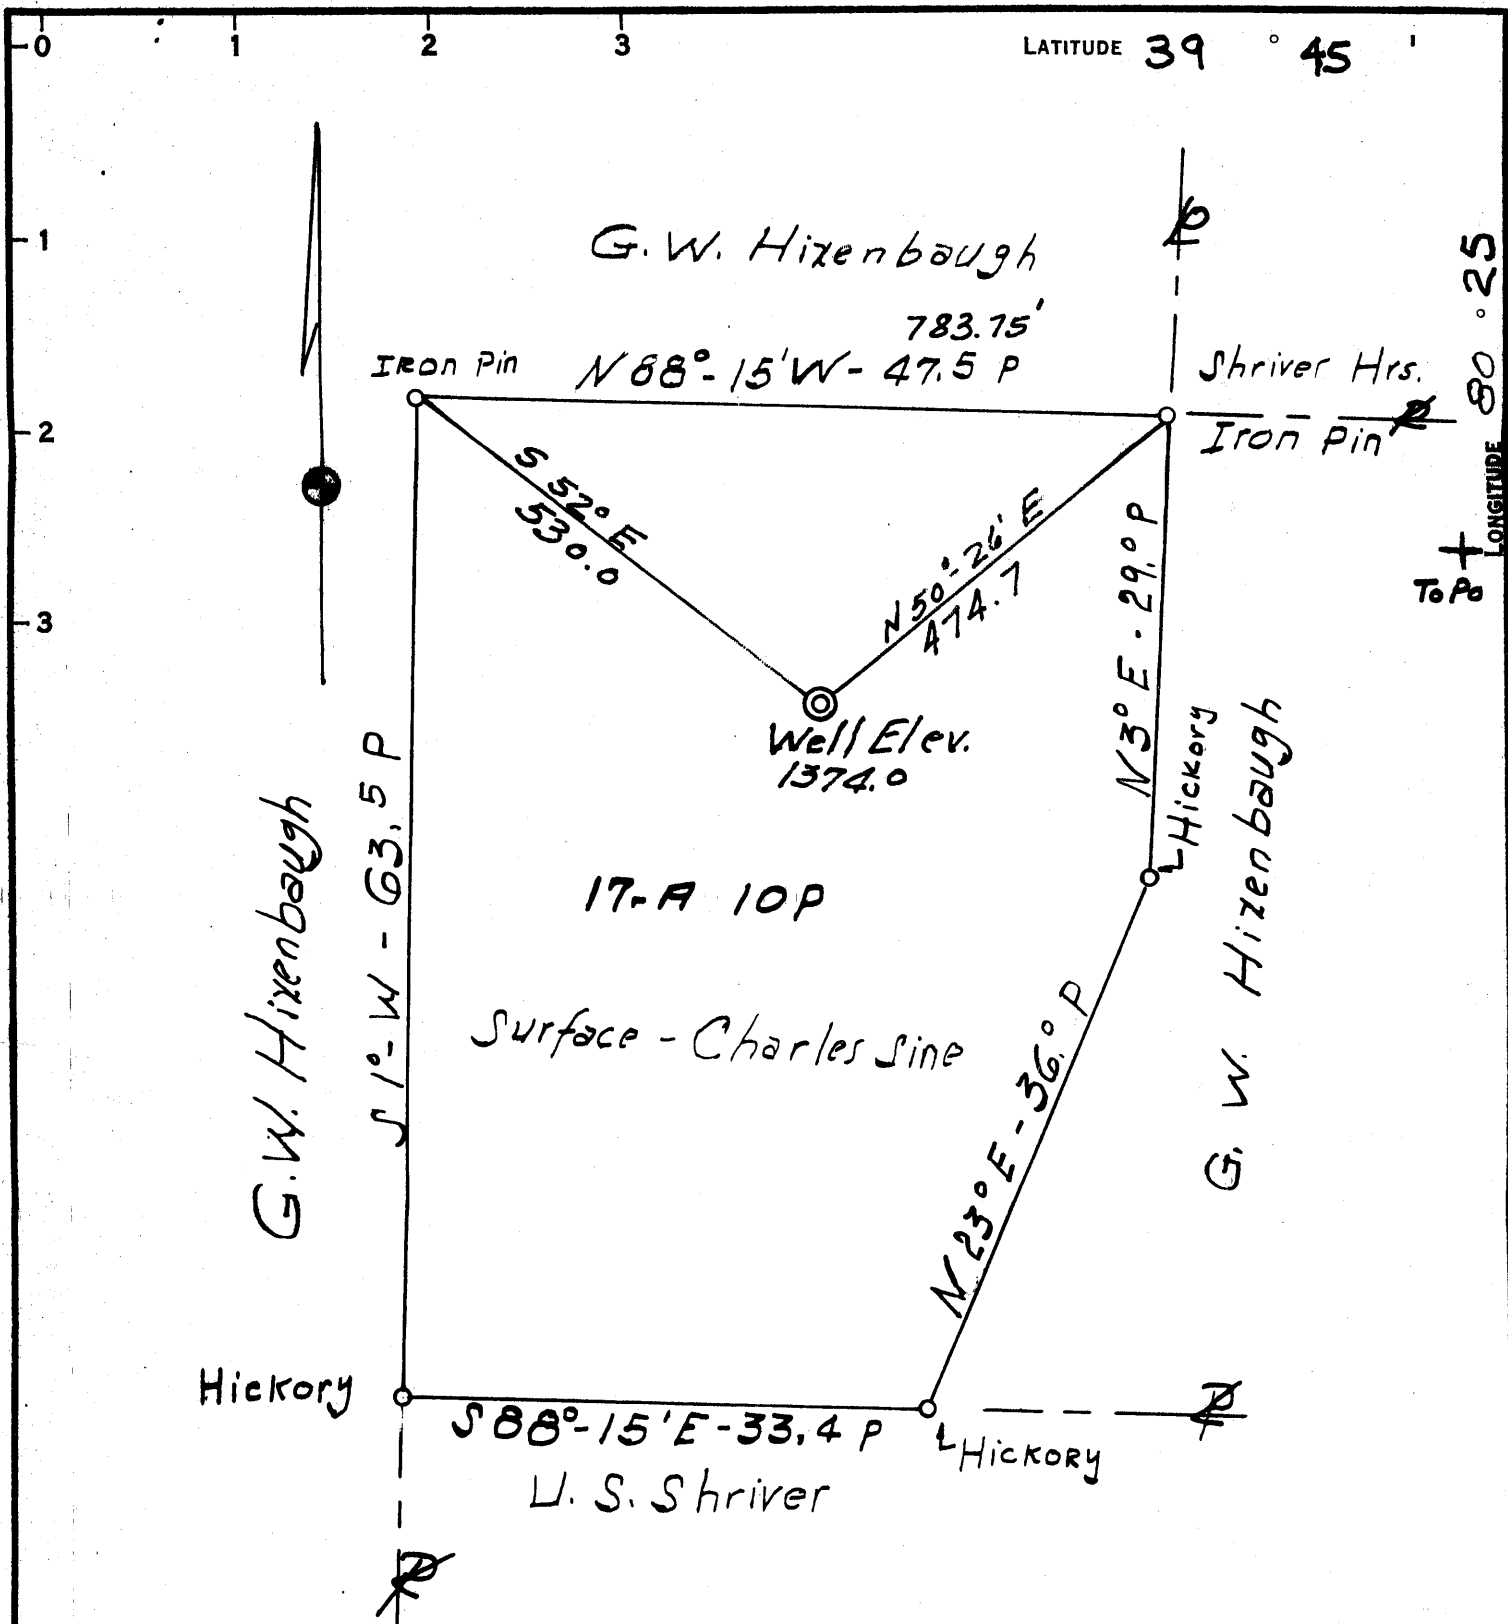 0 1 2 3
LATITUDE 39 ° 45 '
1
2
3
LONGITUDE 80 ° 25
+
ToPo
G.W. Hixenbaugh
783.75'
N 88°-15'W- 47.5 P
Iron Pin
Shriver Hrs.
Iron Pin
S 52° E
530.0
N 50°-26' E
474.7
N 3° E - 29.° P
Well Elev.
1374.0
Hickory
G. W. Hixenbaugh
G.W. Hixenbaugh
S 1°-W - 63.5 P
17-A 10P
Surface - Charles Sine
N 23° E - 36.° P
Hickory
S 88°-15'E-33.4 P
Hickory
U. S. Shriver